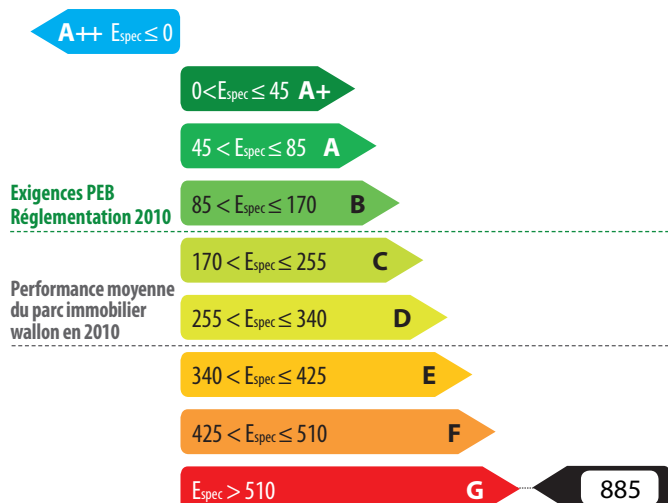 A++ Espec ≤ 0
0<Espec ≤ 45 A+
45 < Espec ≤ 85 A
Exigences PEB
Réglementation 2010
85 < Espec ≤ 170 B
170 < Espec ≤ 255 C
Performance moyenne
du parc immobilier
wallon en 2010
255 < Espec ≤ 340 D
340 < Espec ≤ 425 E
425 < Espec ≤ 510 F
Espec > 510 G 885